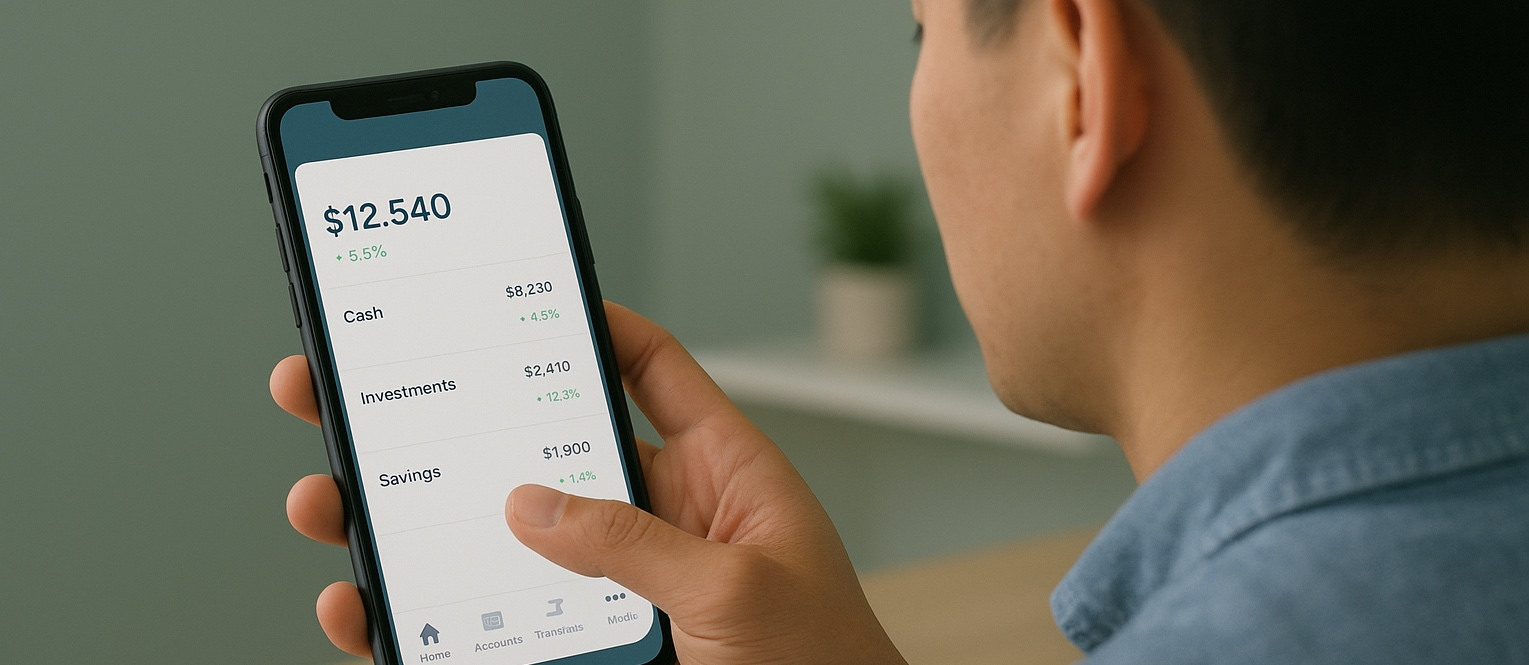 $12.540
5.5%
Cash
$8,230
4.5%
Investments
$2,410
12.3%
Savings
$1,900
1.4%
Home
Accounts